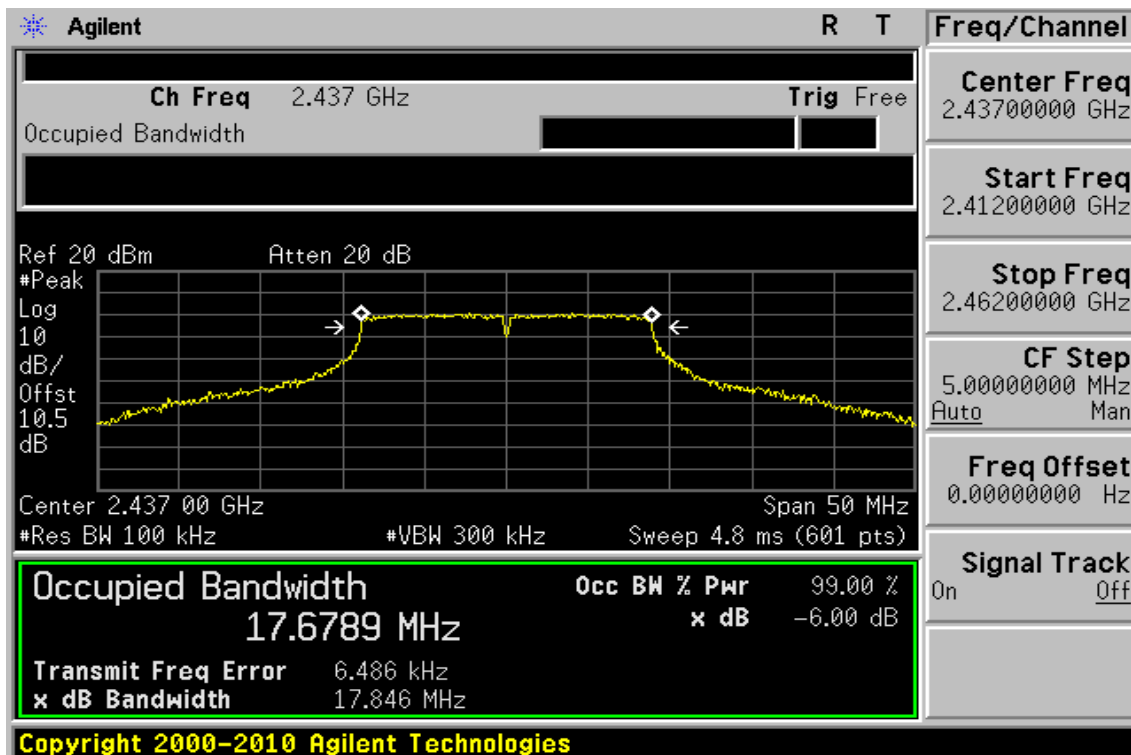 Agilent R T
Ch Freq 2.437 GHz Trig Free
Occupied Bandwidth
Ref 20 dBm Atten 20 dB
#Peak
Log
10
dB/
Offst
10.5
dB
Center 2.437 00 GHz Span 50 MHz
#Res BW 100 kHz #VBW 300 kHz Sweep 4.8 ms (601 pts)
Occupied Bandwidth
17.6789 MHz
Occ BW % Pwr 99.00 %
x dB -6.00 dB
Transmit Freq Error 6.486 kHz
x dB Bandwidth 17.846 MHz
Copyright 2000-2010 Agilent Technologies
Freq/Channel
Center Freq
2.43700000 GHz
Start Freq
2.41200000 GHz
Stop Freq
2.46200000 GHz
CF Step
5.00000000 MHz
Auto Man
Freq Offset
0.00000000 Hz
Signal Track
On Off